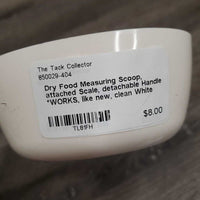 The Tack Collector
850029-404
Dry Food Measuring Scoop,
attached Scale, detachable Handle
*WORKS, like new, clean White
$8.00
TL81FH